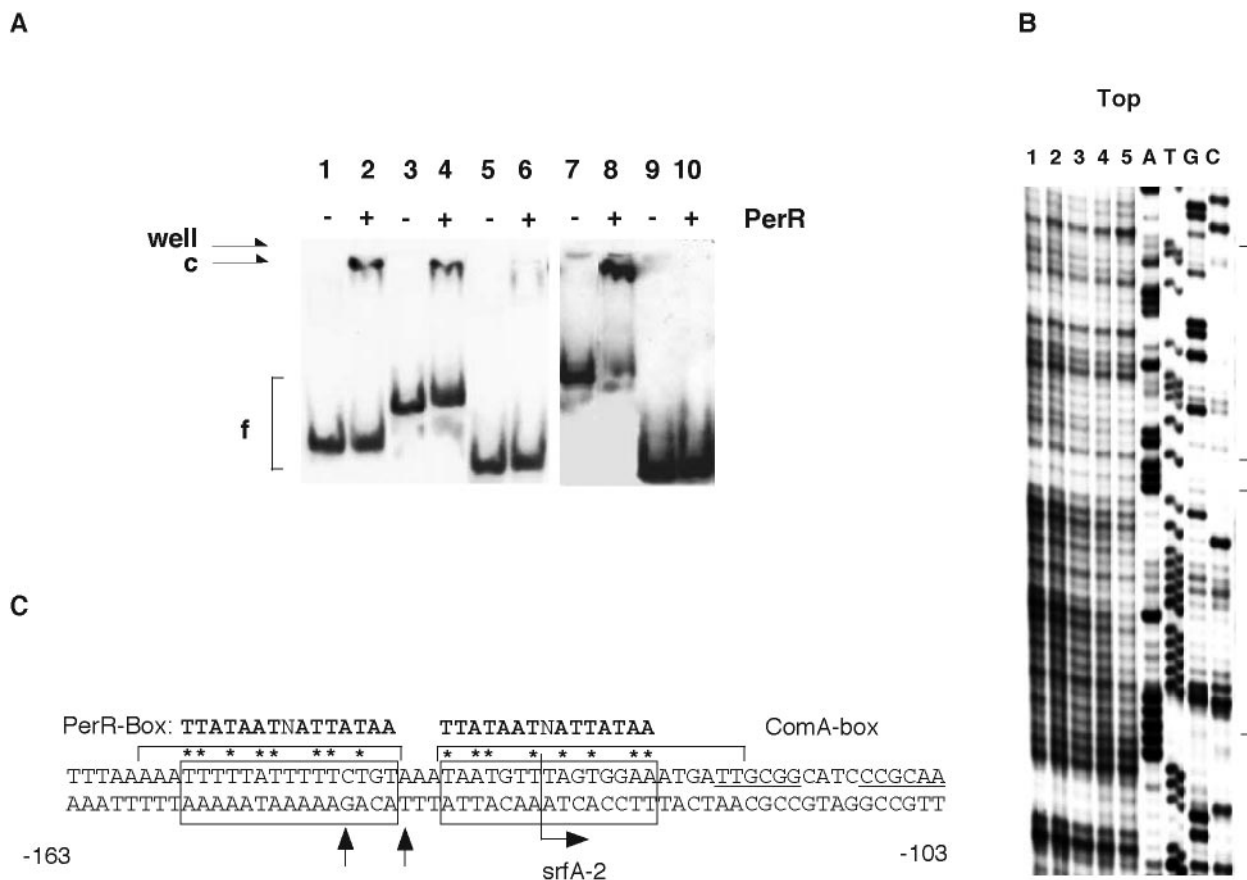 A
B
Top
1 2 3 4 5 A T G C
1 2 3 4 5 6 7 8 9 10
- + - + - + - + - + PerR
well
c
f
C
PerR-Box: TTATAATNATTATAA TTATAATNATTATAA ComA-box
** * ** ** * * ** * * * **
TTTAAAAATTTTTATTTTTCTGTAAATAATGTTTAGTGGAAATGATTGCGGCATCCCGCAA
AAATTTTTAAAAATAAAAAGACATTTATTACAAATCACCTTTACTAACGCCGTAGGCCGTT
-163 srfA-2 -103